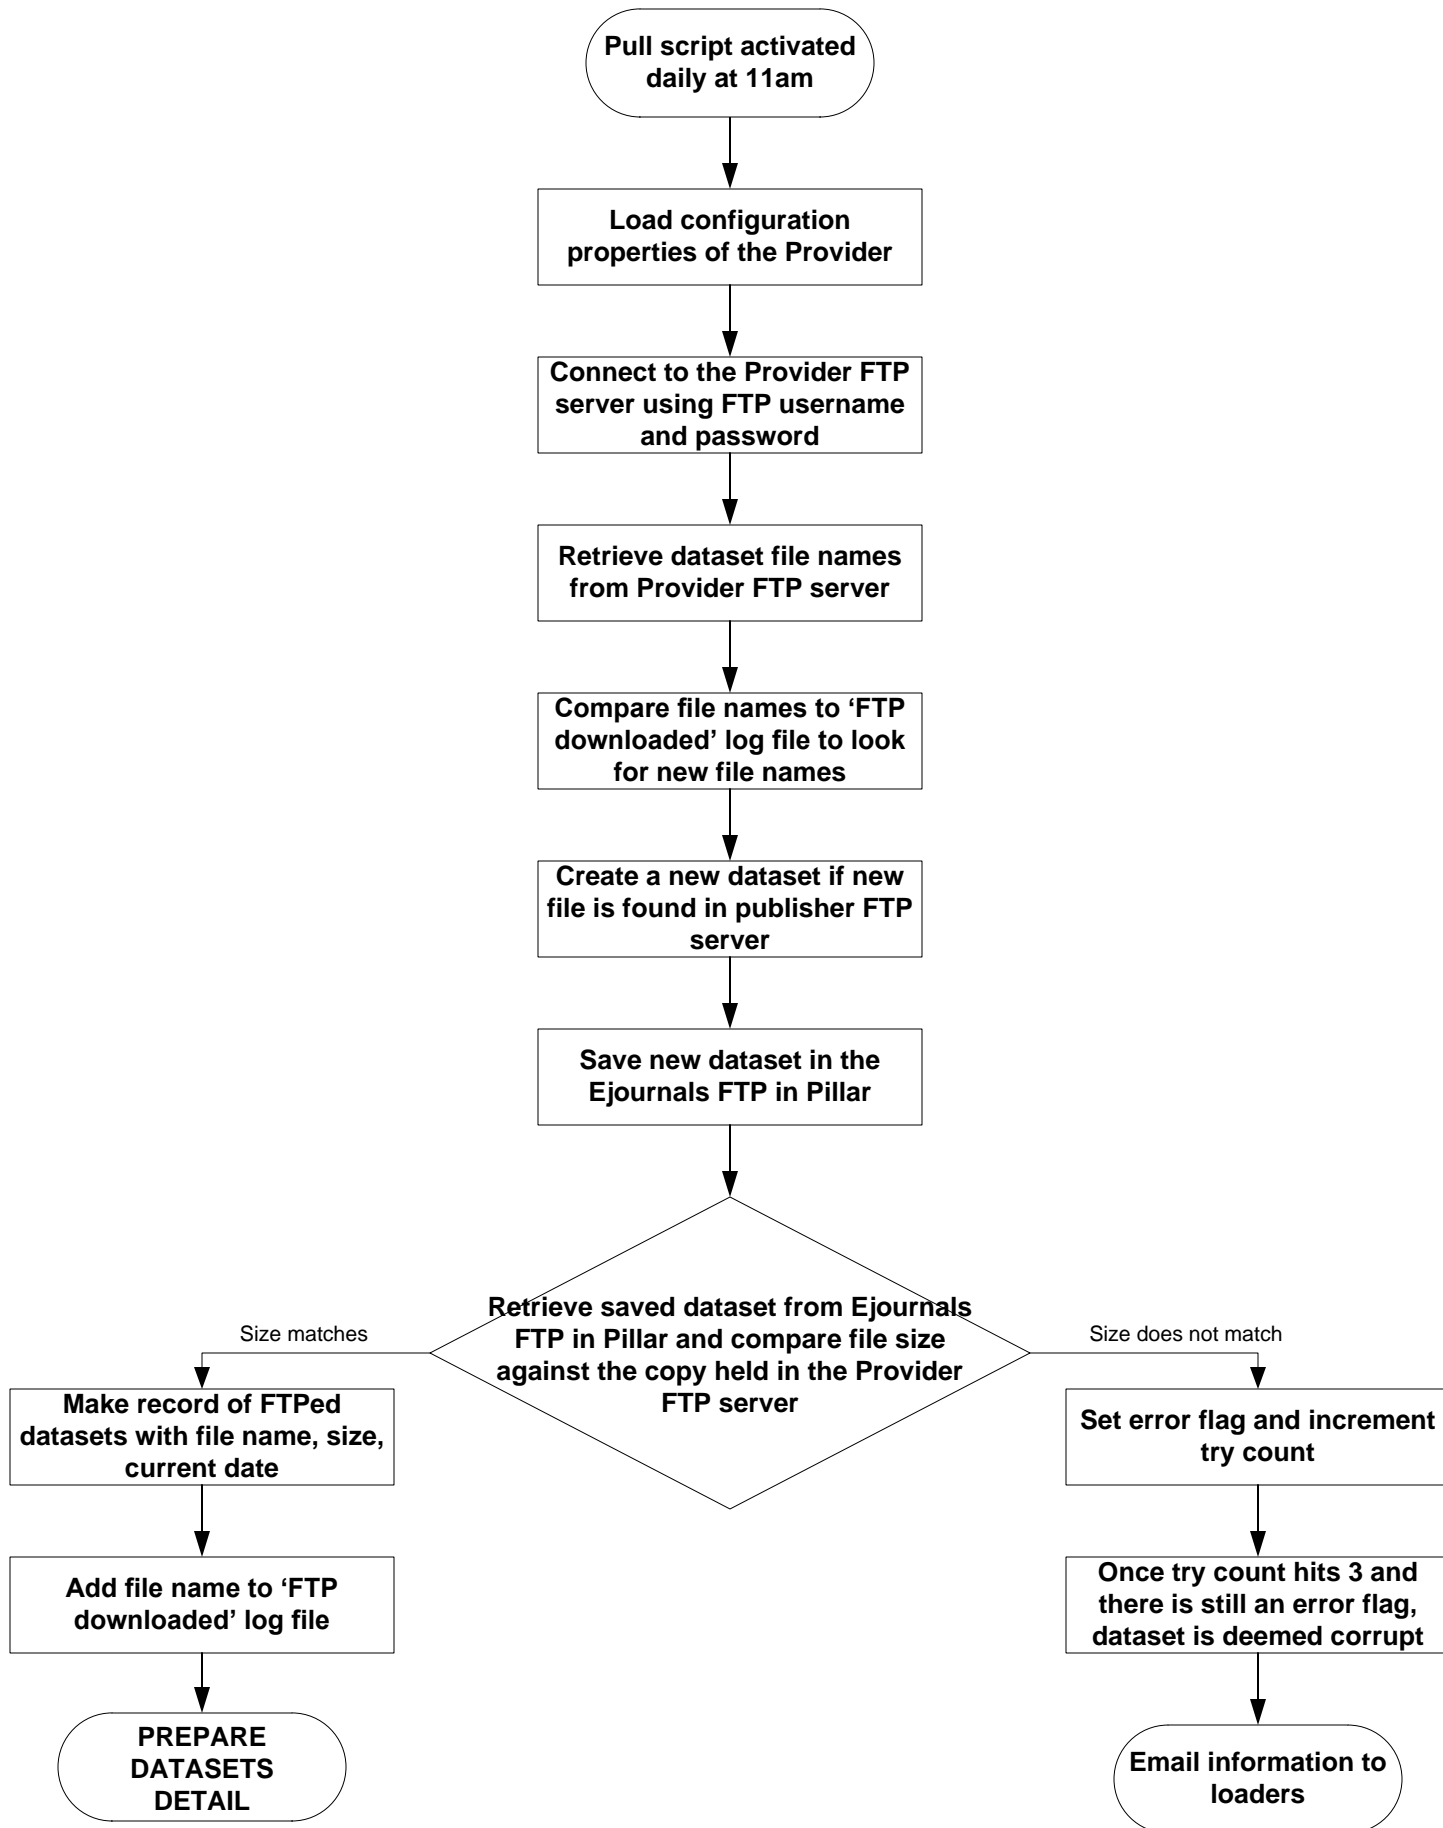 Pull script activated
daily at 11am
Load configuration
properties of the Provider
Connect to the Provider FTP
server using FTP username
and password
Retrieve dataset file names
from Provider FTP server
Compare file names to ‘FTP
downloaded’ log file to look
for new file names
Create a new dataset if new
file is found in publisher FTP
server
Save new dataset in the
Ejournals FTP in Pillar
Retrieve saved dataset from Ejournals
FTP in Pillar and compare file size
against the copy held in the Provider
FTP server
Size matches
Make record of FTPed
datasets with file name, size,
current date
Add file name to ‘FTP
downloaded’ log file
PREPARE
DATASETS
DETAIL
Size does not match
Set error flag and increment
try count
Once try count hits 3 and
there is still an error flag,
dataset is deemed corrupt
Email information to
loaders